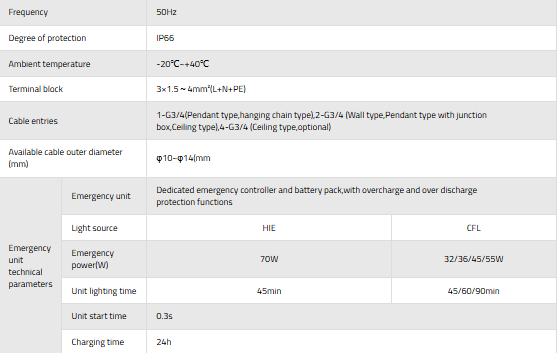 Frequency 50Hz
Degree of protection IP66
Ambient temperature -20℃~+40℃
Terminal block 3×1.5~4mm²(L+N+PE)
Cable entries 1-G3/4(Pendant type,hanging chain type),2-G3/4 (Wall type,Pendant type with junction
box,Ceiling type),4-G3/4 (Ceiling type,optional)
Available cable outer diameter
(mm) φ10~φ14(mm
Emergency
unit
technical
parameters
Emergency unit Dedicated emergency controller and battery pack,with overcharge and over discharge
protection functions
Light source HIE CFL
Emergency
power(W) 70W 32/36/45/55W
Unit lighting time 45min 45/60/90min
Unit start time 0.3s
Charging time 24h